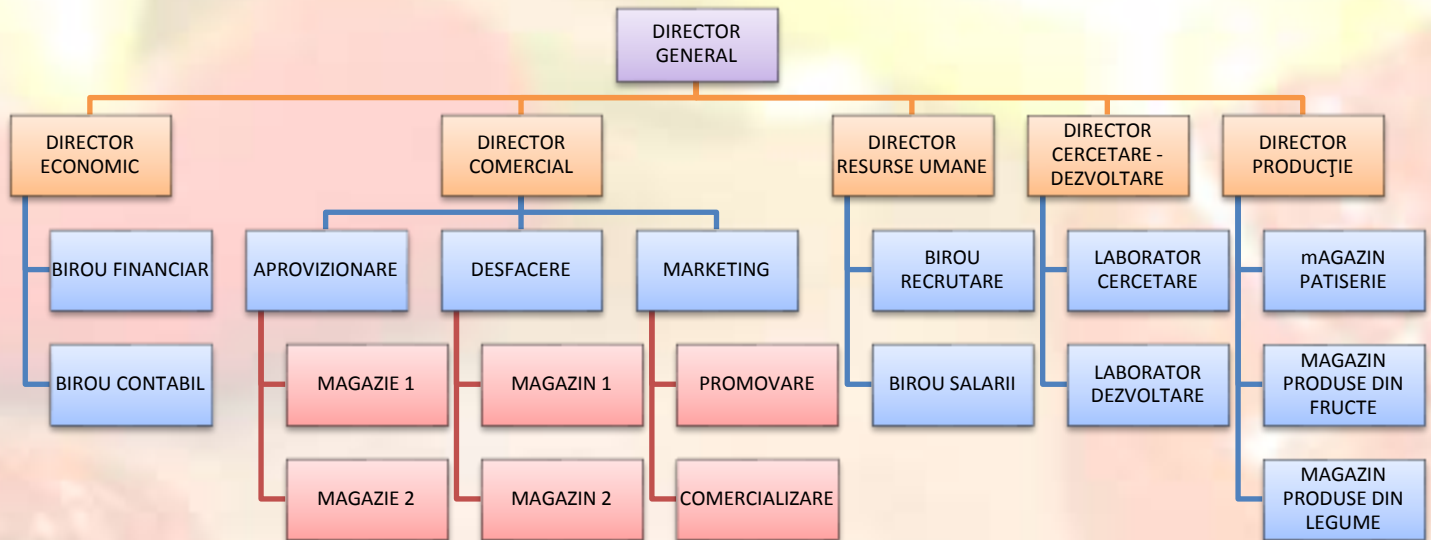 DIRECTOR
GENERAL
DIRECTOR
ECONOMIC
DIRECTOR
COMERCIAL
DIRECTOR
RESURSE UMANE
DIRECTOR
CERCETARE -
DEZVOLTARE
DIRECTOR
PRODUCŢIE
BIROU FINANCIAR
APROVIZIONARE
DESFACERE
MARKETING
BIROU
RECRUTARE
LABORATOR
CERCETARE
mAGAZIN
PATISERIE
BIROU CONTABIL
MAGAZIE 1
MAGAZIN 1
PROMOVARE
BIROU SALARII
LABORATOR
DEZVOLTARE
MAGAZIN
PRODUSE DIN
FRUCTE
MAGAZIE 2
MAGAZIN 2
COMERCIALIZARE
MAGAZIN
PRODUSE DIN
LEGUME